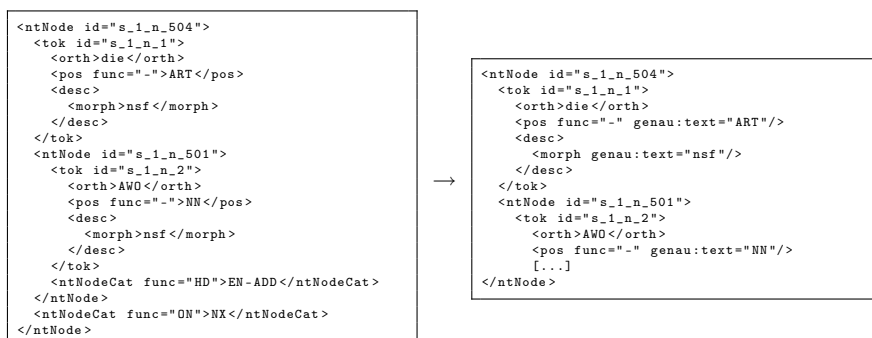 <ntNode id="s_1_n_504">
  <tok id="s_1_n_1">
    <orth>die</orth>
    <pos func="-">ART</pos>
    <desc>
      <morph>nsf</morph>
    </desc>
  </tok>
  <ntNode id="s_1_n_501">
    <tok id="s_1_n_2">
      <orth>AWO</orth>
      <pos func="-">NN</pos>
      <desc>
        <morph>nsf</morph>
      </desc>
    </tok>
    <ntNodeCat func="HD">EN-ADD</ntNodeCat>
  </ntNode>
  <ntNodeCat func="ON">NX</ntNodeCat>
</ntNode>
→
<ntNode id="s_1_n_504">
  <tok id="s_1_n_1">
    <orth>die</orth>
    <pos func="-" genau:text="ART"/>
    <desc>
      <morph genau:text="nsf"/>
    </desc>
  </tok>
  <ntNode id="s_1_n_501">
    <tok id="s_1_n_2">
      <orth>AWO</orth>
      <pos func="-" genau:text="NN"/>
      [...]
</ntNode>